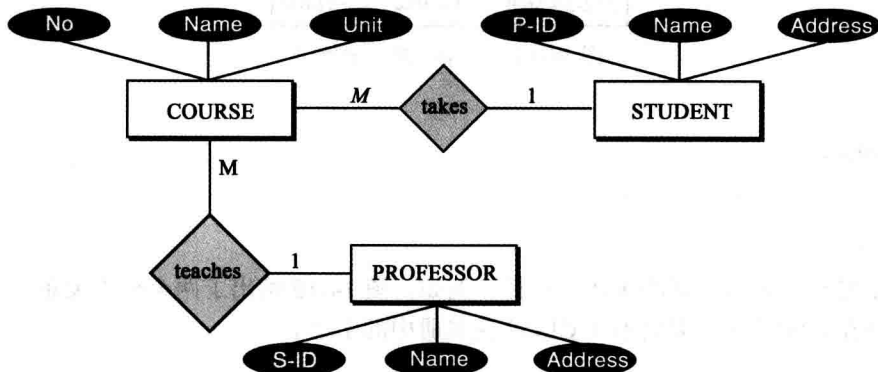 No Name Unit P-ID Name Address
COURSE M takes 1 STUDENT
M
teaches 1 PROFESSOR
S-ID Name Address